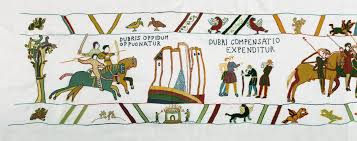 DUBRIS OPPIDUM
OPPUGNATUR
DUBRI COMPENSATIO
EXPENDITUR